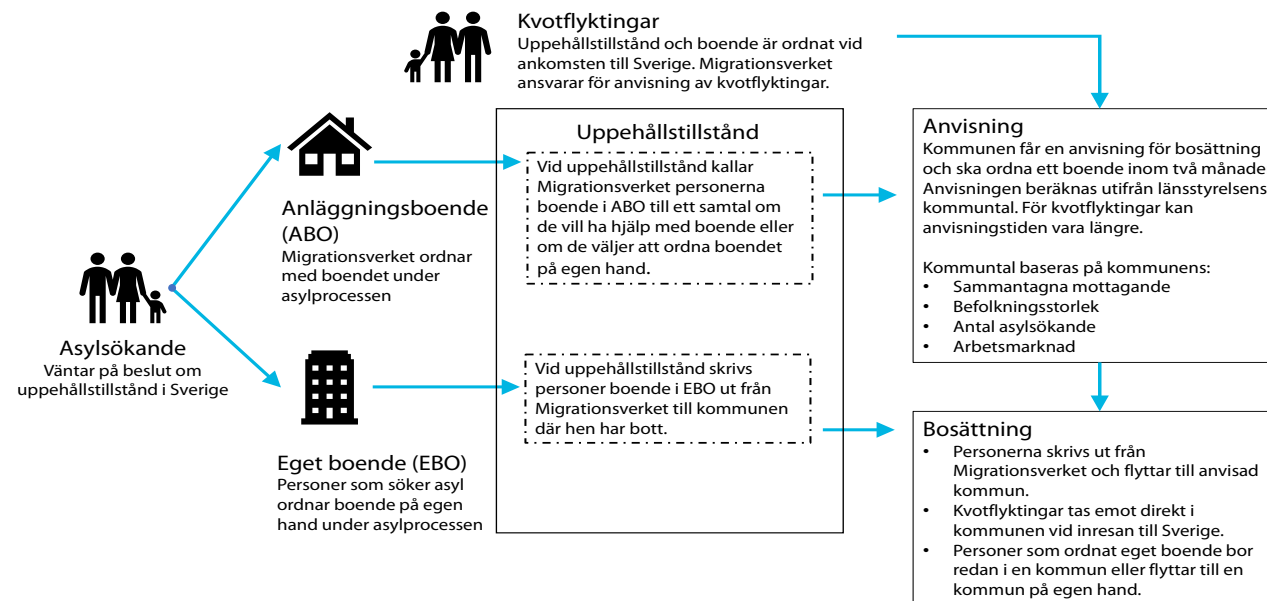 Kvotflyktingar
Uppehållstillstånd och boende är ordnat vid
ankomsten till Sverige. Migrationsverket
ansvarar för anvisning av kvotflyktingar.
Asylsökande
Väntar på beslut om
uppehållstillstånd i Sverige
Anläggningsboende
(ABO)
Migrationsverket ordnar
med boendet under
asylprocessen
Eget boende (EBO)
Personer som söker asyl
ordnar boende på egen
hand under asylprocessen
Uppehållstillstånd
Vid uppehållstillstånd kallar
Migrationsverket personerna
boende i ABO till ett samtal om
de vill ha hjälp med boende eller
om de väljer att ordna boendet
på egen hand.
Vid uppehållstillstånd skrivs
personer boende i EBO ut från
Migrationsverket till kommunen
där hen har bott.
Anvisning
Kommunen får en anvisning för bosättning
och ska ordna ett boende inom två månade
Anvisningen beräknas utifrån länsstyrelsens
kommuntal. För kvotflyktingar kan
anvisningstiden vara längre.
Kommuntal baseras på kommunens:
• Sammantagna mottagande
• Befolkningsstorlek
• Antal asylsökande
• Arbetsmarknad
Bosättning
• Personerna skrivs ut från
Migrationsverket och flyttar till anvisad
kommun.
• Kvotflyktingar tas emot direkt i
kommunen vid inresan till Sverige.
• Personer som ordnat eget boende bor
redan i en kommun eller flyttar till en
kommun på egen hand.